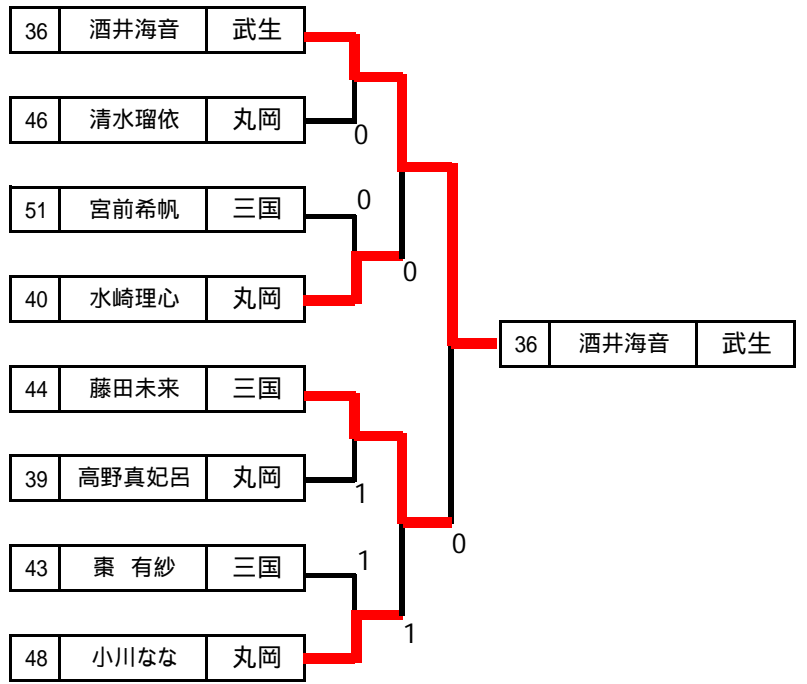 36 酒井海音 武生
46 清水瑠依 丸岡
0
0
51 宮前希帆 三国
0
40 水崎理心 丸岡
36 酒井海音 武生
44 藤田未来 三国
39 高野真妃呂 丸岡
1
0
1
43 棗 有紗 三国
1
48 小川なな 丸岡